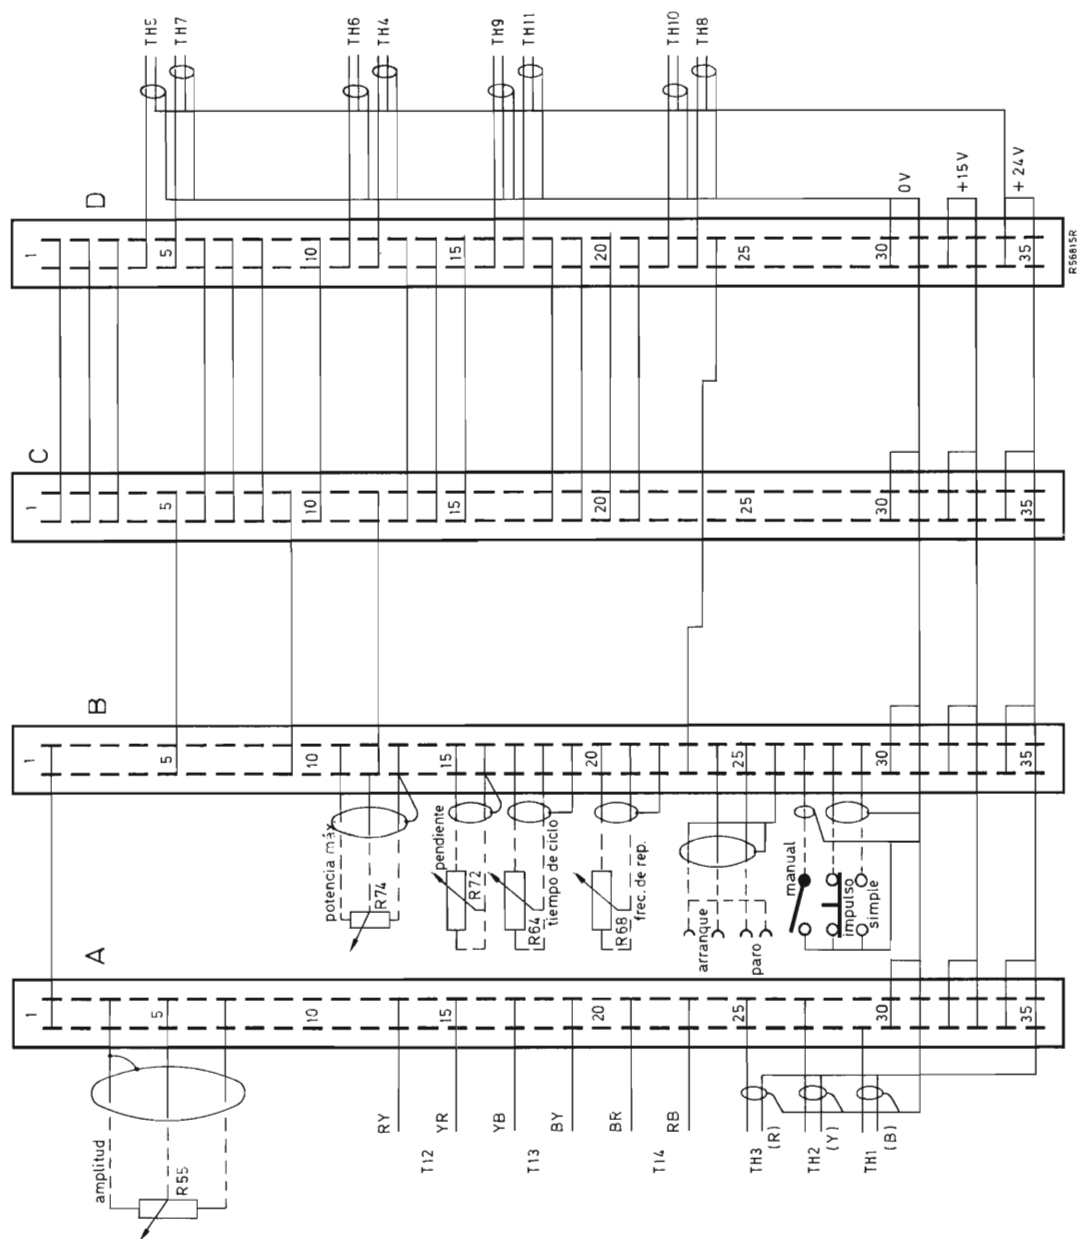 TH5
TH7
TH6
TH4
TH9
TH11
TH10
TH8
0V
+15V
+24V
D
1
5
10
15
20
25
30
35
R56815R
C
1
5
10
15
20
25
30
35
B
1
5
10
15
20
25
30
35
potencia máx
R74
pendiente
R72
R64
tiempo de ciclo
R68
frec. de rep.
arranque
paro
manual
impulso
simple
A
1
5
10
15
20
25
30
35
amplitud
R55
RY
T12
YR
YB
T13
BY
BR
T14
RB
TH3
(R)
TH2
(Y)
TH1
(B)